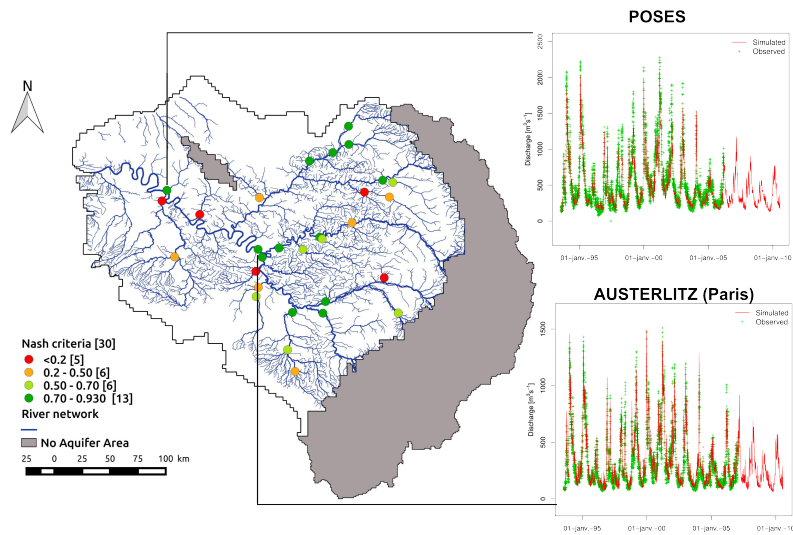 POSES
Simulated
Observed
2500
2000
1500
1000
500
0
Discharge [m³s⁻¹]
01−janv.−95
01−janv.−00
01−janv.−05
01−janv.−10
N
AUSTERLITZ (Paris)
Simulated
Observed
1500
1000
500
0
Discharge [m³s⁻¹]
01−janv.−95
01−janv.−00
01−janv.−05
01−janv.−10
Nash criteria [30]
<0.2 [5]
0.2 - 0.50 [6]
0.50 - 0.70 [6]
0.70 - 0.930 [13]
River network
No Aquifer Area
25 0 25 50 75 100 km